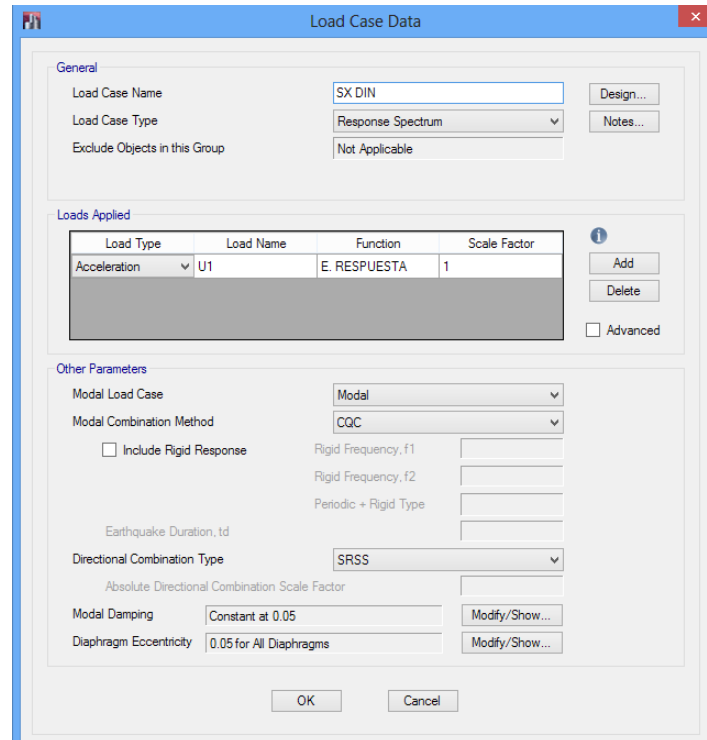 Load Case Data
General
Load Case Name SX DIN Design...
Load Case Type Response Spectrum Notes...
Exclude Objects in this Group Not Applicable
Loads Applied
Load Type Load Name Function Scale Factor
Acceleration U1 E. RESPUESTA 1 Add
Delete
Advanced
Other Parameters
Modal Load Case Modal
Modal Combination Method CQC
Include Rigid Response Rigid Frequency, f1
Rigid Frequency, f2
Periodic + Rigid Type
Earthquake Duration, td
Directional Combination Type SRSS
Absolute Directional Combination Scale Factor
Modal Damping Constant at 0.05 Modify/Show...
Diaphragm Eccentricity 0.05 for All Diaphragms Modify/Show...
OK Cancel